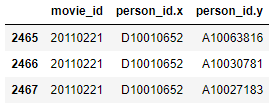 movie_id person_id.x person_id.y
2465 20110221 D10010652 A10063816
2466 20110221 D10010652 A10030781
2467 20110221 D10010652 A10027183